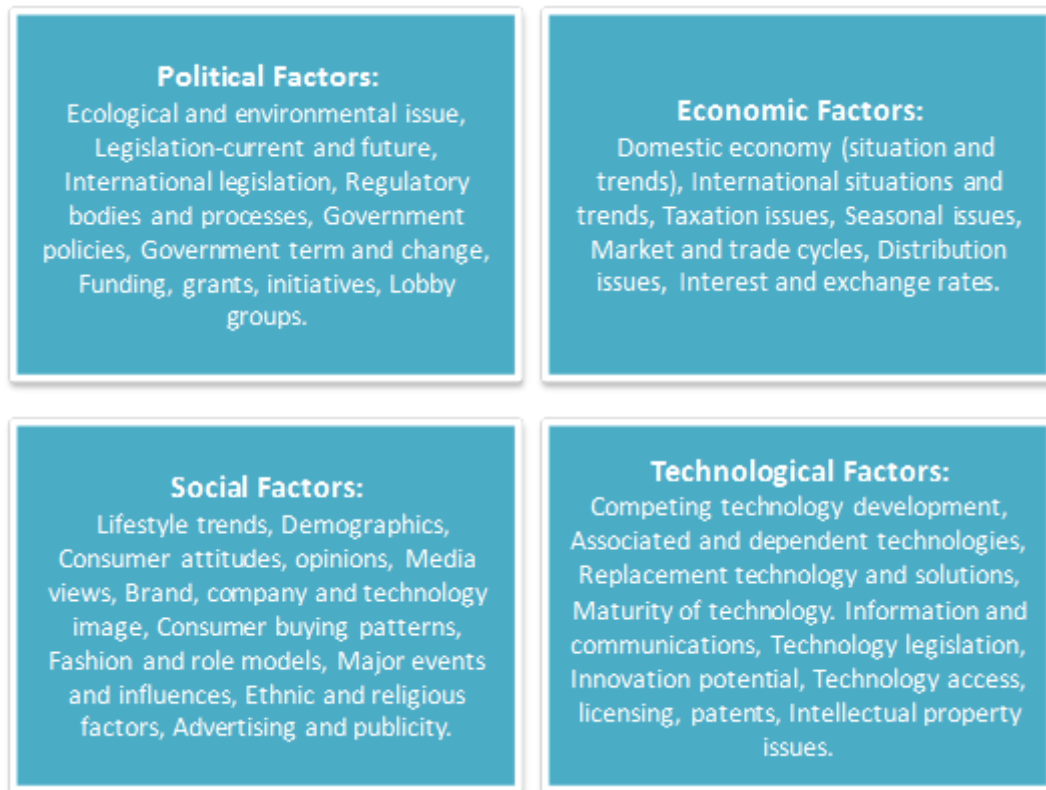 Political Factors:
Ecological and environmental issue,
Legislation-current and future,
International legislation, Regulatory
bodies and processes, Government
policies, Government term and change,
Funding, grants, initiatives, Lobby
groups.
Economic Factors:
Domestic economy (situation and
trends), International situations and
trends, Taxation issues, Seasonal issues,
Market and trade cycles, Distribution
issues, Interest and exchange rates.
Social Factors:
Lifestyle trends, Demographics,
Consumer attitudes, opinions, Media
views, Brand, company and technology
image, Consumer buying patterns,
Fashion and role models, Major events
and influences, Ethnic and religious
factors, Advertising and publicity.
Technological Factors:
Competing technology development,
Associated and dependent technologies,
Replacement technology and solutions,
Maturity of technology. Information and
communications, Technology legislation,
Innovation potential, Technology access,
licensing, patents, Intellectual property
issues.